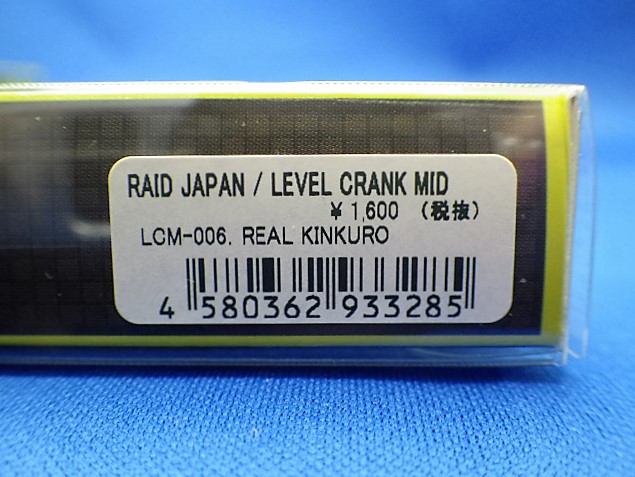 RAID JAPAN / LEVEL CRANK MID
¥ 1,600 (税抜)
LCM-006. REAL KINKURO
4 580362 933285